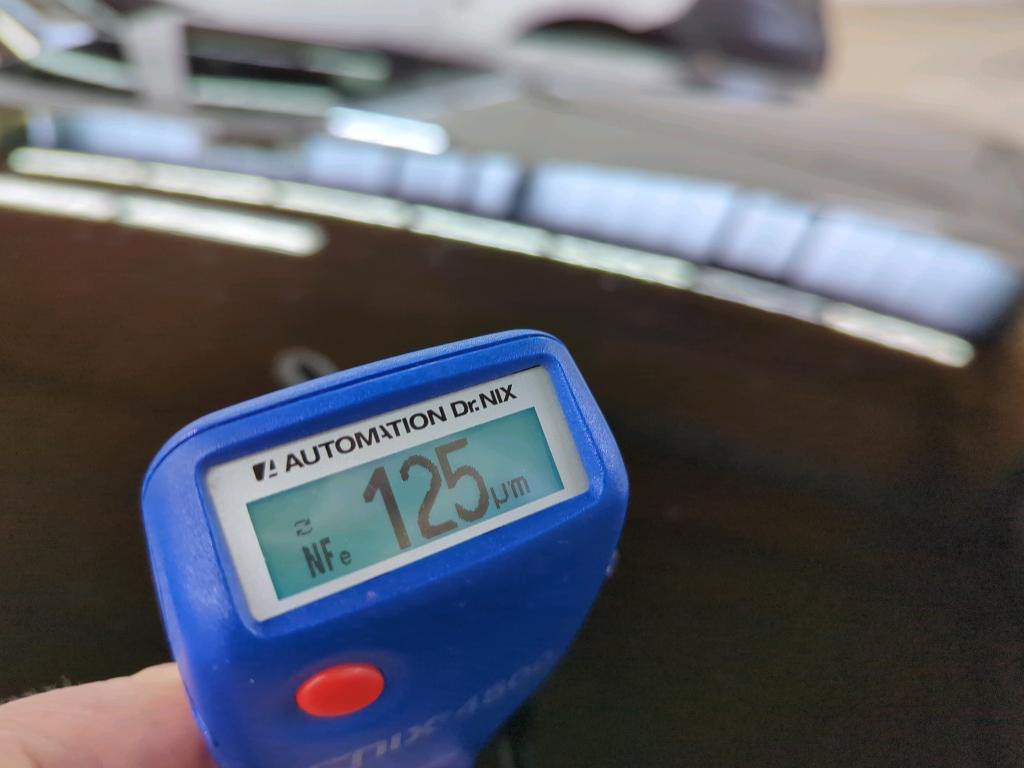 AUTOMATION Dr.NIX
125 µm
NFe